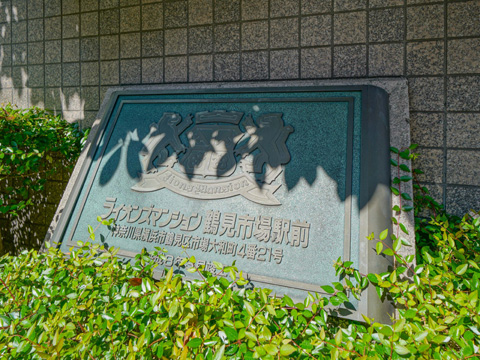 Lions Mansion
ライオンズマンション 鶴見市場駅前
神奈川県横浜市鶴見区市場大和町4番21号